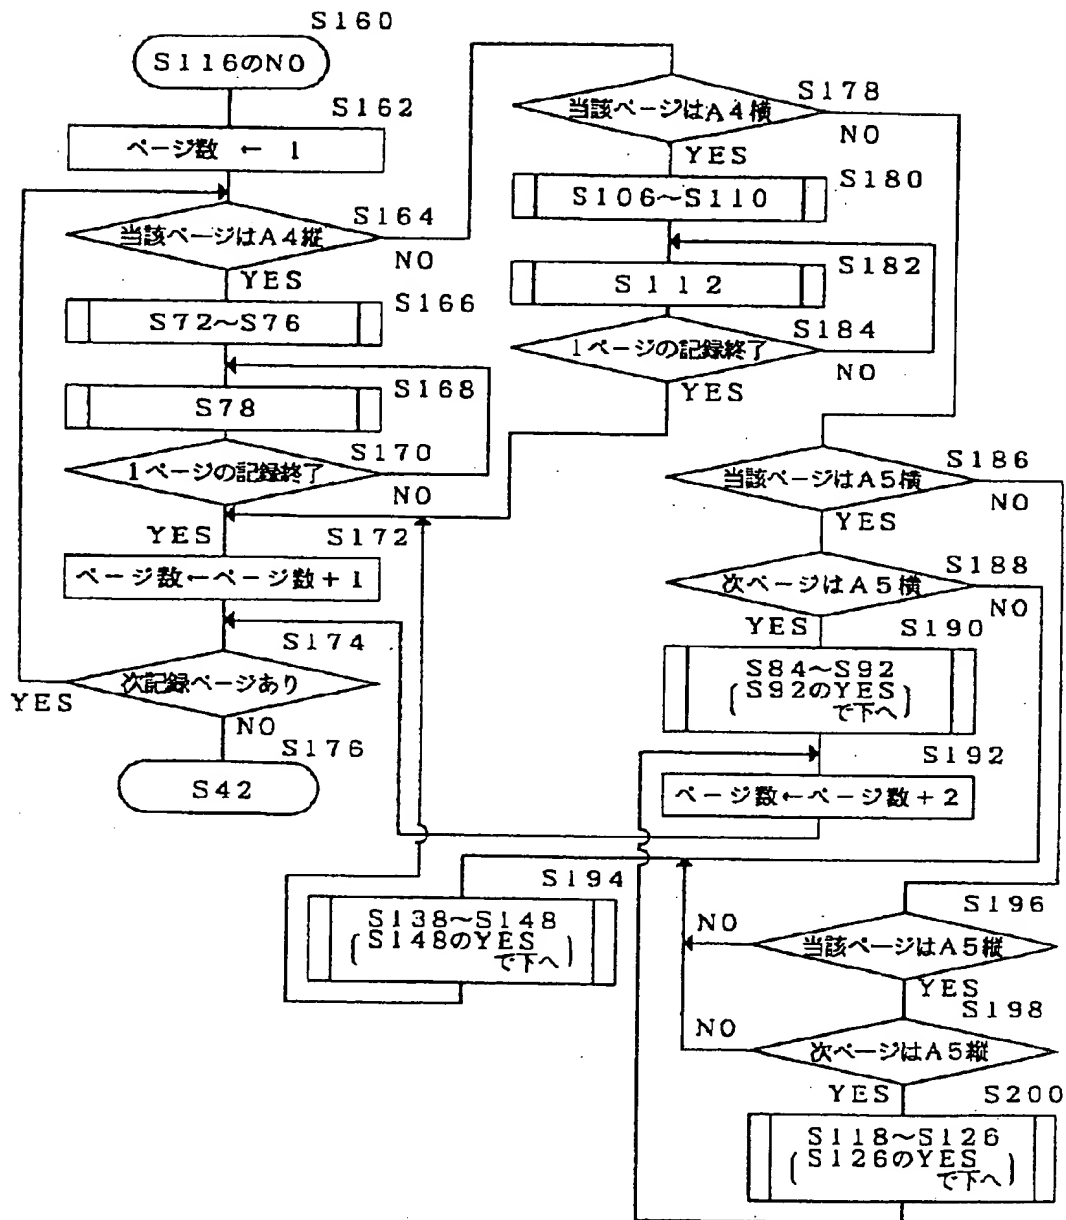 S160
S116のNO
S162
ページ数 ← 1
S164
当該ページはA4縦
NO
YES
S166
S72〜S76
S168
S78
S170
1ページの記録終了
NO
YES
S172
ページ数←ページ数+1
S174
次記録ページあり
YES
NO
S176
S42
S178
当該ページはA4横
NO
YES
S180
S106〜S110
S182
S112
S184
1ページの記録終了
NO
YES
S186
当該ページはA5横
NO
YES
S188
次ページはA5横
NO
YES
S190
S84〜S92
(S92のYES
で下へ)
S192
ページ数←ページ数+2
S194
S138〜S148
(S148のYES
で下へ)
S196
NO
当該ページはA5縦
YES
S198
NO
次ページはA5縦
YES
S200
S118〜S126
(S126のYES
で下へ)